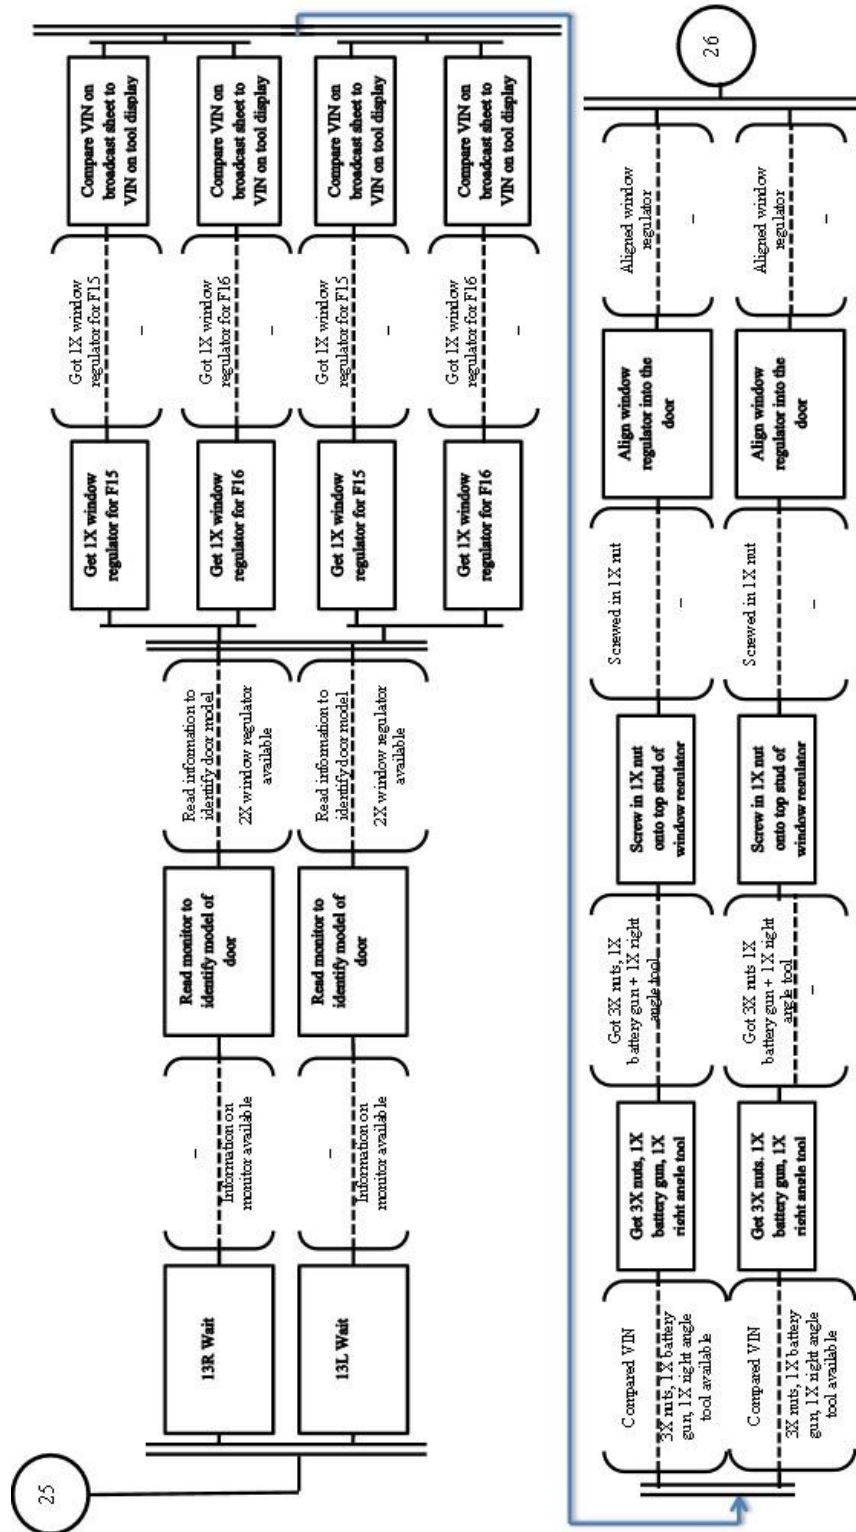 25
13R Wait
–
Information on
monitor available
Read monitor to
identify model of
door
Read information to
identify door model
2X window regulator
available
Get 1X window
regulator for F15
Got 1X window
regulator for F15
–
Compare VIN on
broadcast sheet to
VIN on tool display
Get 1X window
regulator for F16
Got 1X window
regulator for F16
–
Compare VIN on
broadcast sheet to
VIN on tool display
13L Wait
–
Information on
monitor available
Read monitor to
identify model of
door
Read information to
identify door model
2X window regulator
available
Get 1X window
regulator for F15
Got 1X window
regulator for F15
–
Compare VIN on
broadcast sheet to
VIN on tool display
Get 1X window
regulator for F16
Got 1X window
regulator for F16
–
Compare VIN on
broadcast sheet to
VIN on tool display
Compared VIN
3X nuts, 1X battery
gun, 1X right angle
tool available
Get 3X nuts, 1X
battery gun, 1X
right angle tool
Got 3X nuts, 1X
battery gun + 1X right
angle tool
Screw in 1X nut
onto top stud of
window regulator
Screwed in 1X nut
–
Align window
regulator into the
door
Aligned window
regulator
–
Compared VIN
3X nuts, 1X battery
gun, 1X right angle
tool available
Get 3X nuts. 1X
battery gun, 1X
right angle tool
Got 3X nuts 1X
battery gun + 1X right
angle tool
–
Screw in 1X nut
onto top stud of
window regulator
Screwed in 1X nut
–
Align window
regulator into the
door
Aligned window
regulator
–
26